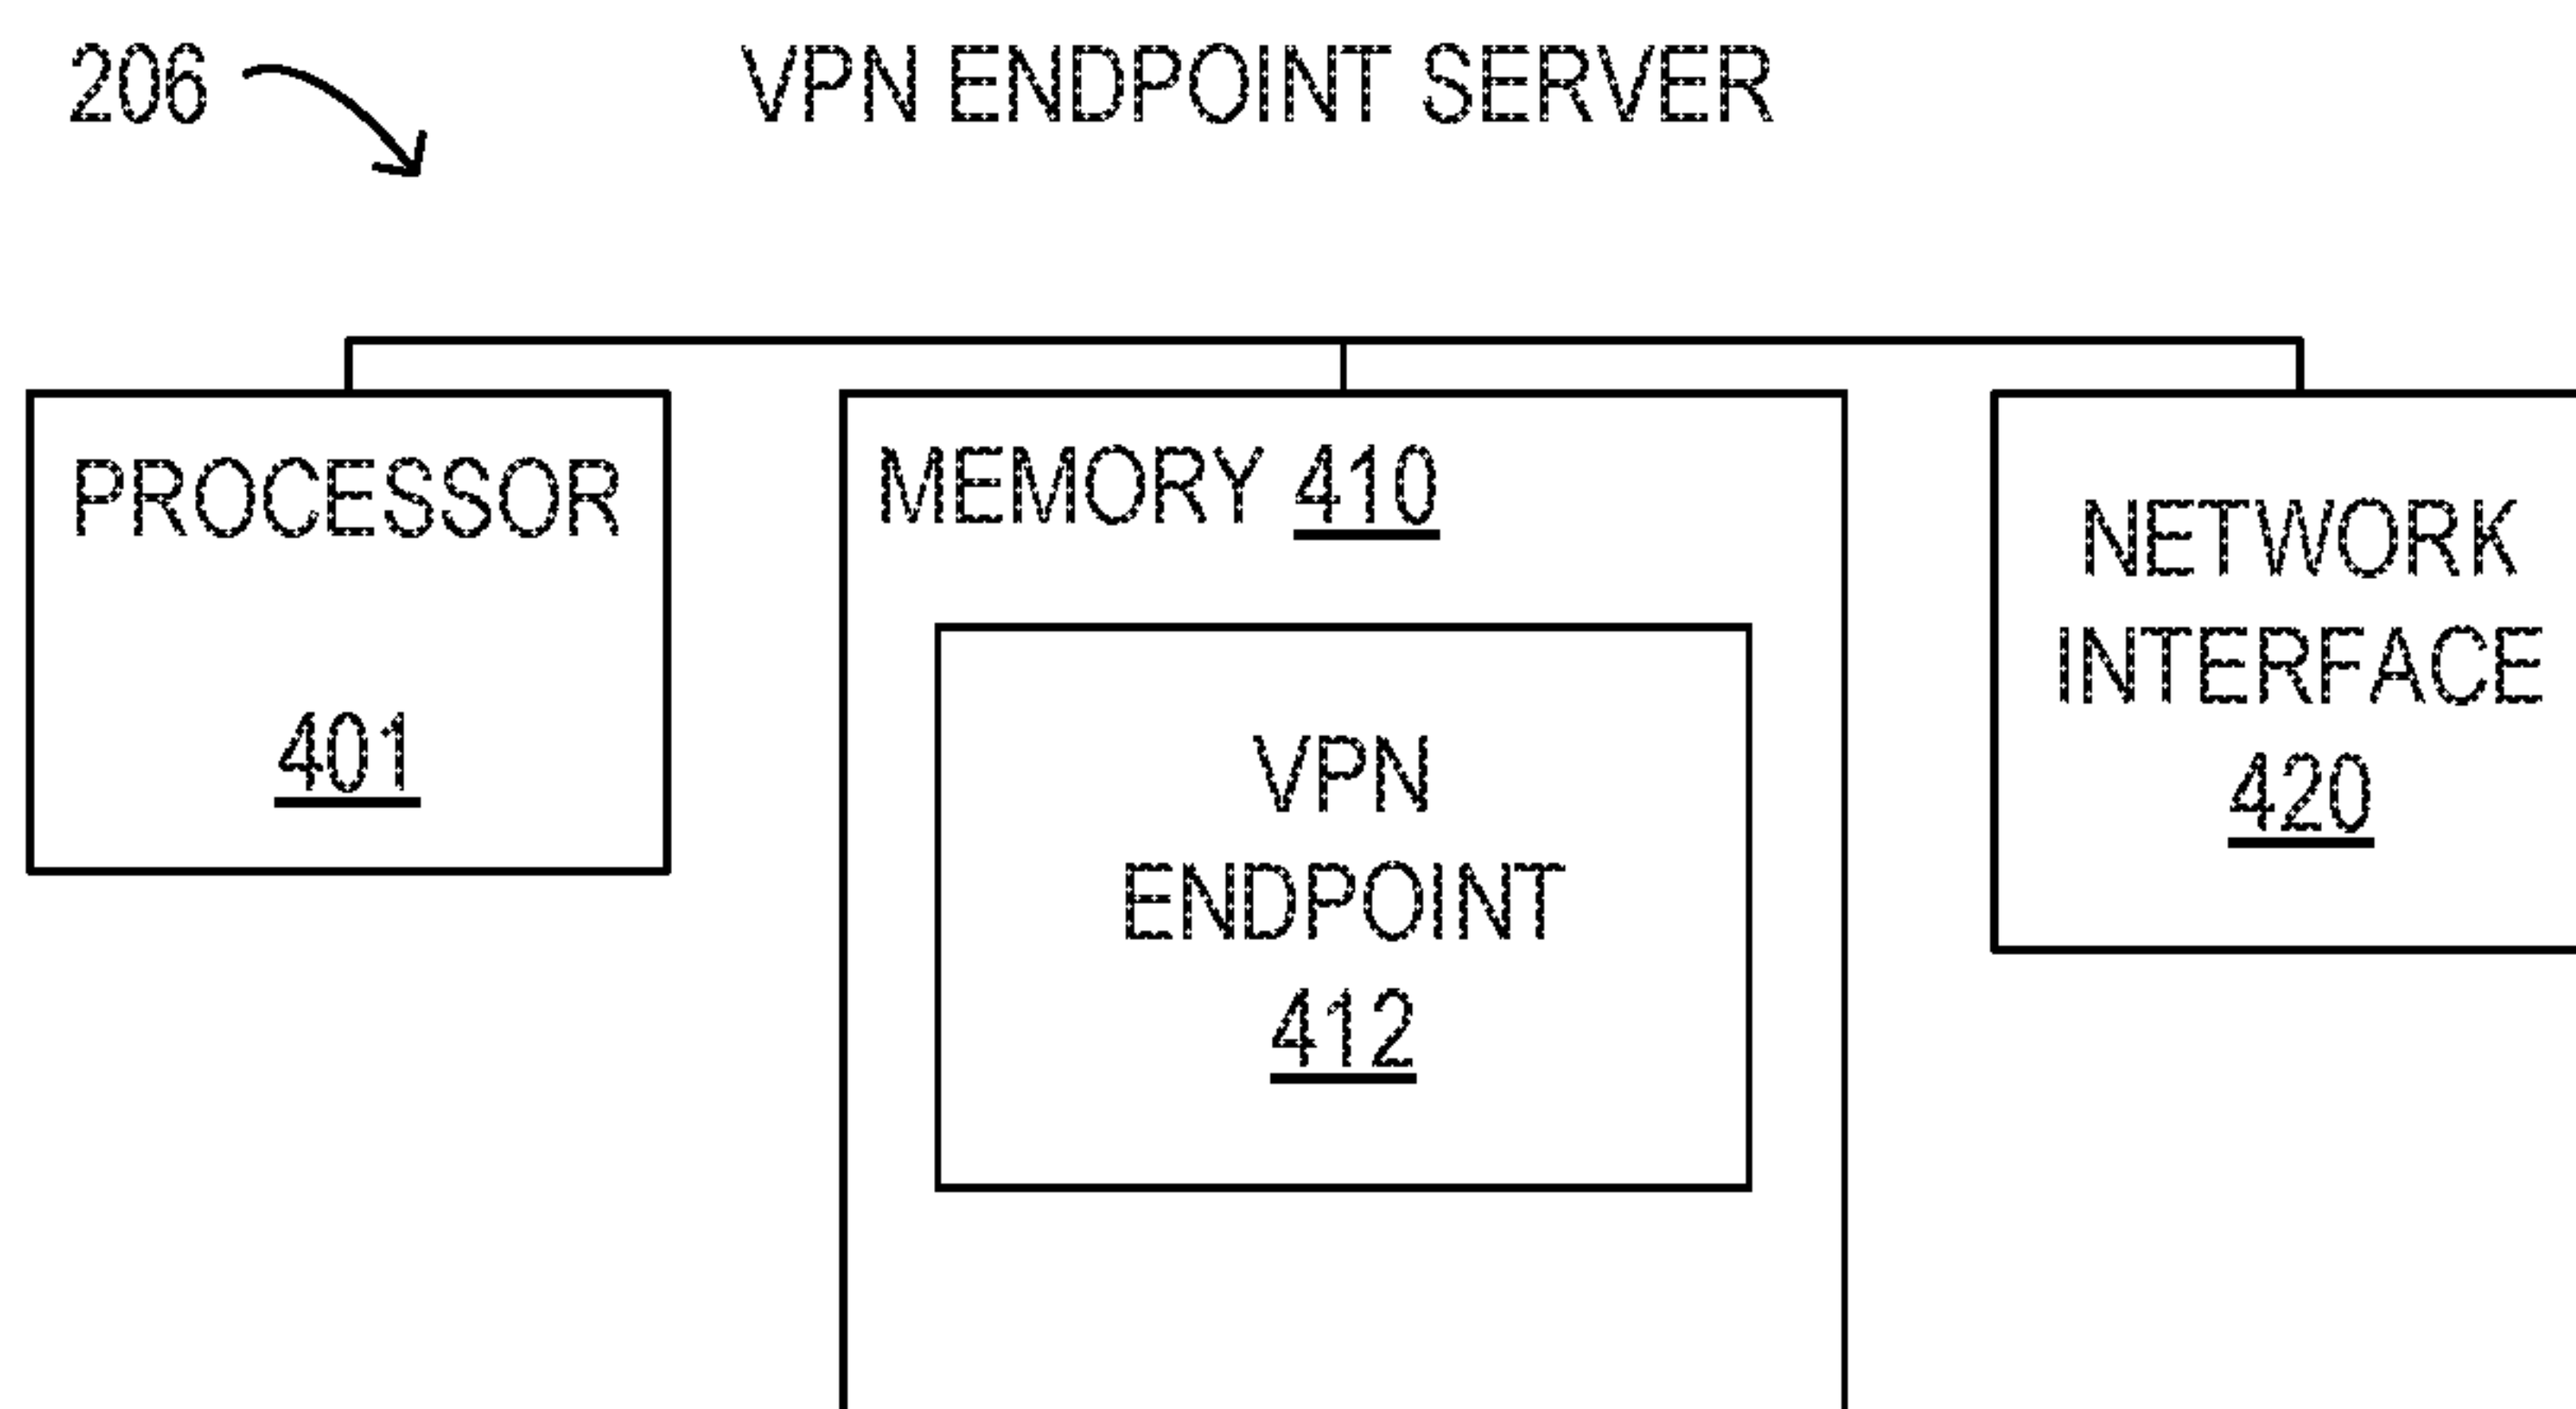 206
VPN ENDPOINT SERVER
PROCESSOR
401
MEMORY 410
VPN
ENDPOINT
412
NETWORK
INTERFACE
420